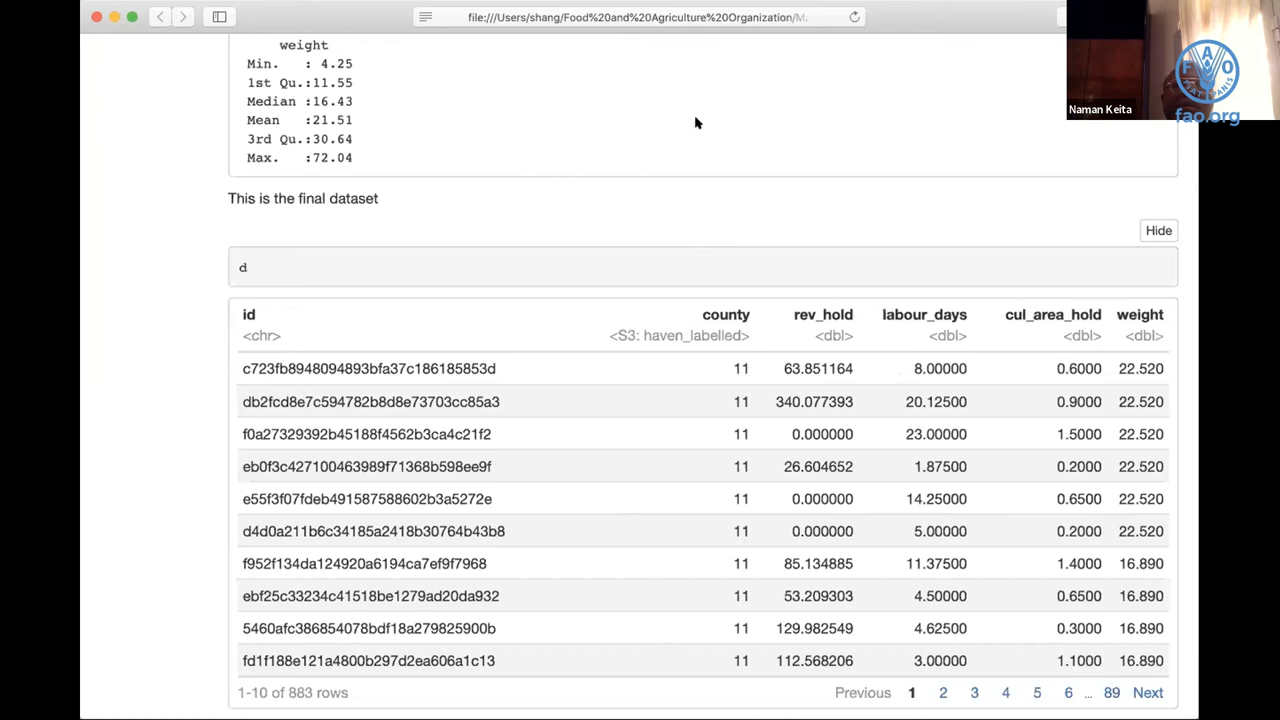 file:///Users/shang/Food%20and%20Agriculture%20Organization/M
weight
Min. : 4.25
1st Qu.:11.55
Median :16.43
Mean :21.51
3rd Qu.:30.64
Max. :72.04
Naman Keita
F A O
FIAT PANIS
fao.org
This is the final dataset
Hide
d
id county rev_hold labour_days cul_area_hold weight
<chr> <S3: haven_labelled> <dbl> <dbl> <dbl> <dbl>
c723fb8948094893bfa37c186185853d 11 63.851164 8.00000 0.6000 22.520
db2fcd8e7c594782b8d8e73703cc85a3 11 340.077393 20.12500 0.9000 22.520
f0a27329392b45188f4562b3ca4c21f2 11 0.000000 23.00000 1.5000 22.520
eb0f3c427100463989f71368b598ee9f 11 26.604652 1.87500 0.2000 22.520
e55f3f07fdeb491587588602b3a5272e 11 0.000000 14.25000 0.6500 22.520
d4d0a211b6c34185a2418b30764b43b8 11 0.000000 5.00000 0.2000 22.520
f952f134da124920a6194ca7ef9f7968 11 85.134885 11.37500 1.4000 16.890
ebf25c33234c41518be1279ad20da932 11 53.209303 4.50000 0.6500 16.890
5460afc386854078bdf18a279825900b 11 129.982549 4.62500 0.3000 16.890
fd1f188e121a4800b297d2ea606a1c13 11 112.568206 3.00000 1.1000 16.890
1-10 of 883 rows Previous 1 2 3 4 5 6 ... 89 Next